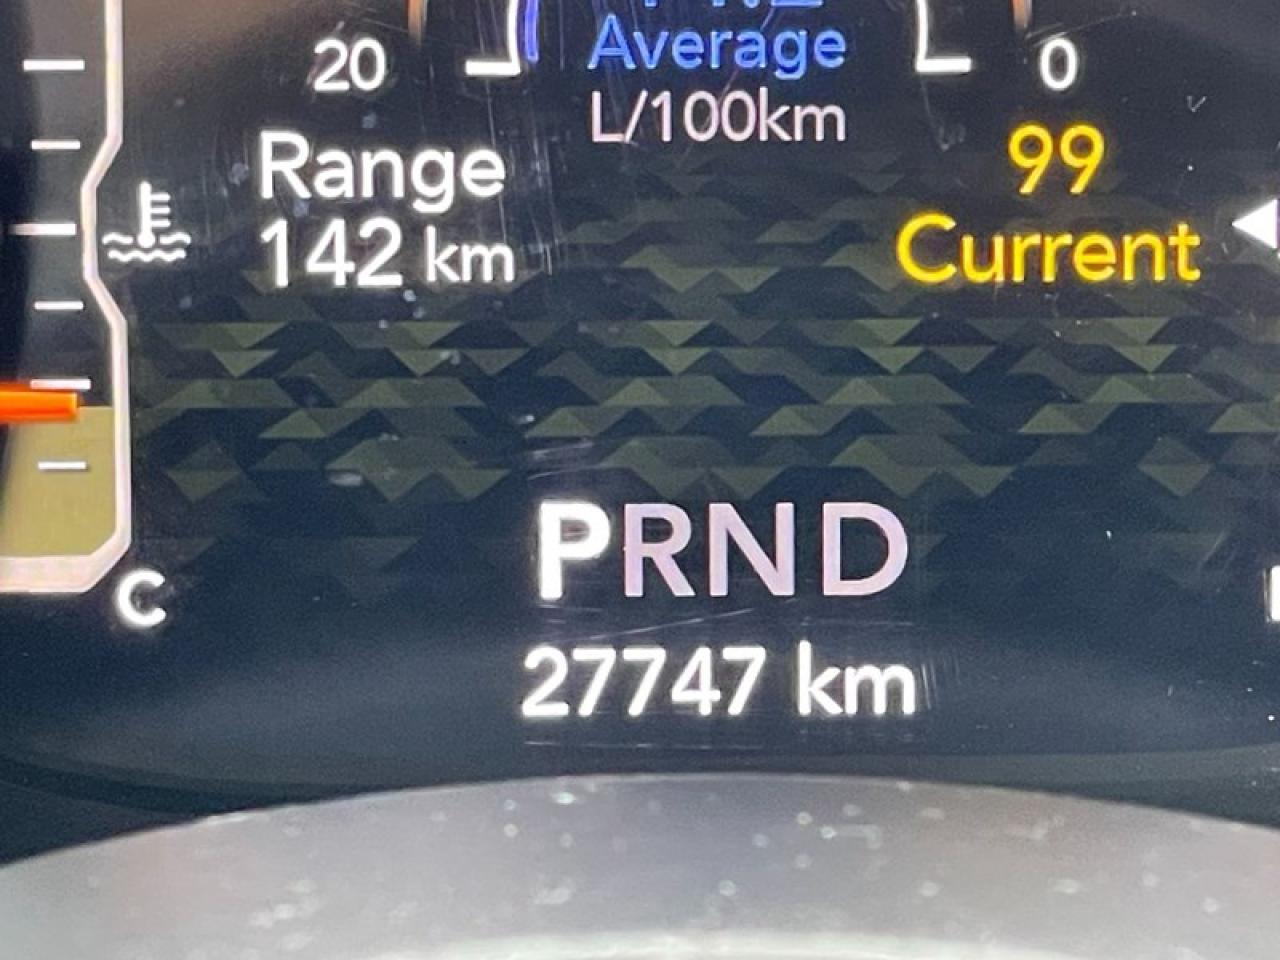 Average
20
0
L/100km
Range
99
142 km
Current
C
PRND
27747 km